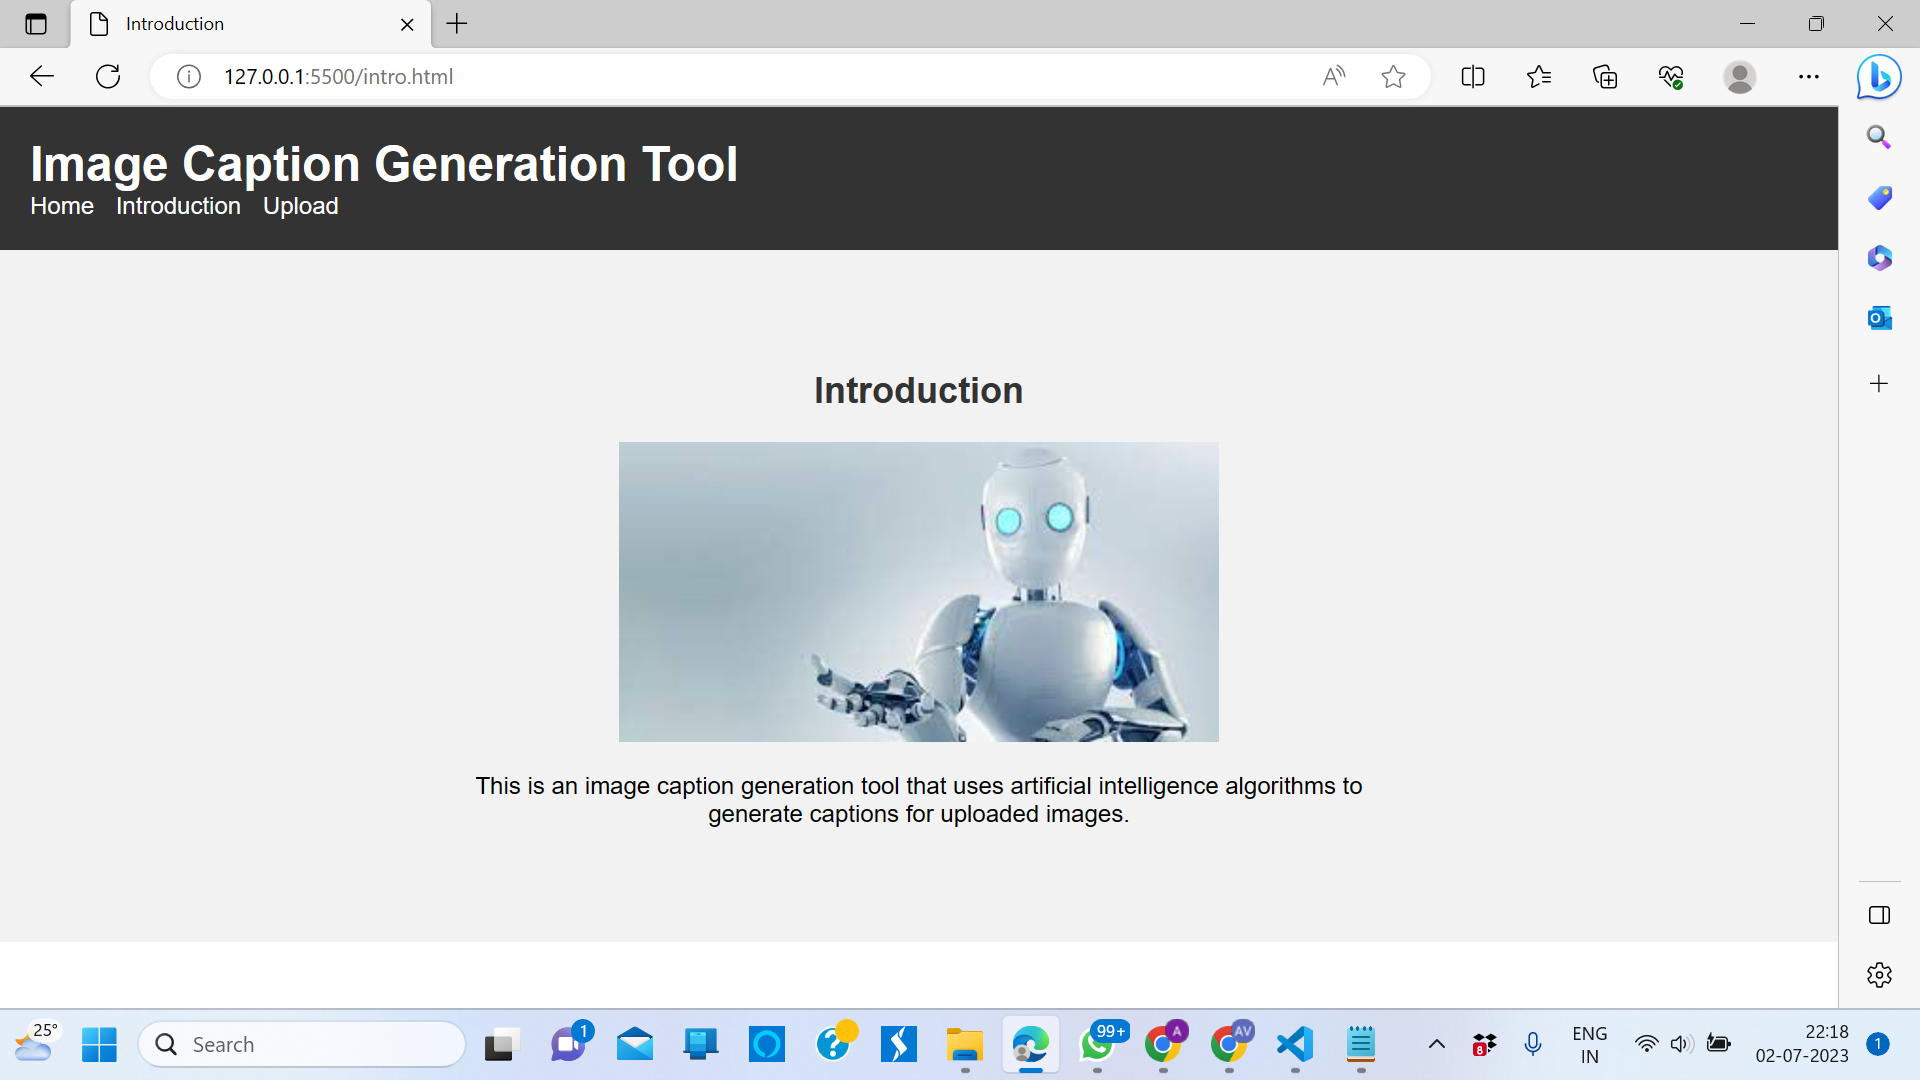 Introduction
127.0.0.1:5500/intro.html
Image Caption Generation Tool
Home Introduction Upload
Introduction
This is an image caption generation tool that uses artificial intelligence algorithms to
generate captions for uploaded images.
25°
Search
1
99+
A
AV
8
ENG
IN
22:18
02-07-2023
1